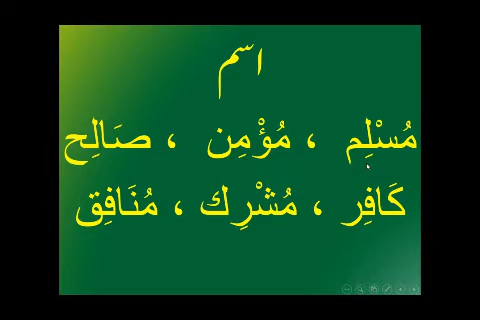 اسم
مُسْلِم ، مُؤْمِن ، صَالِح
كَافِر ، مُشْرِك ، مُنَافِق